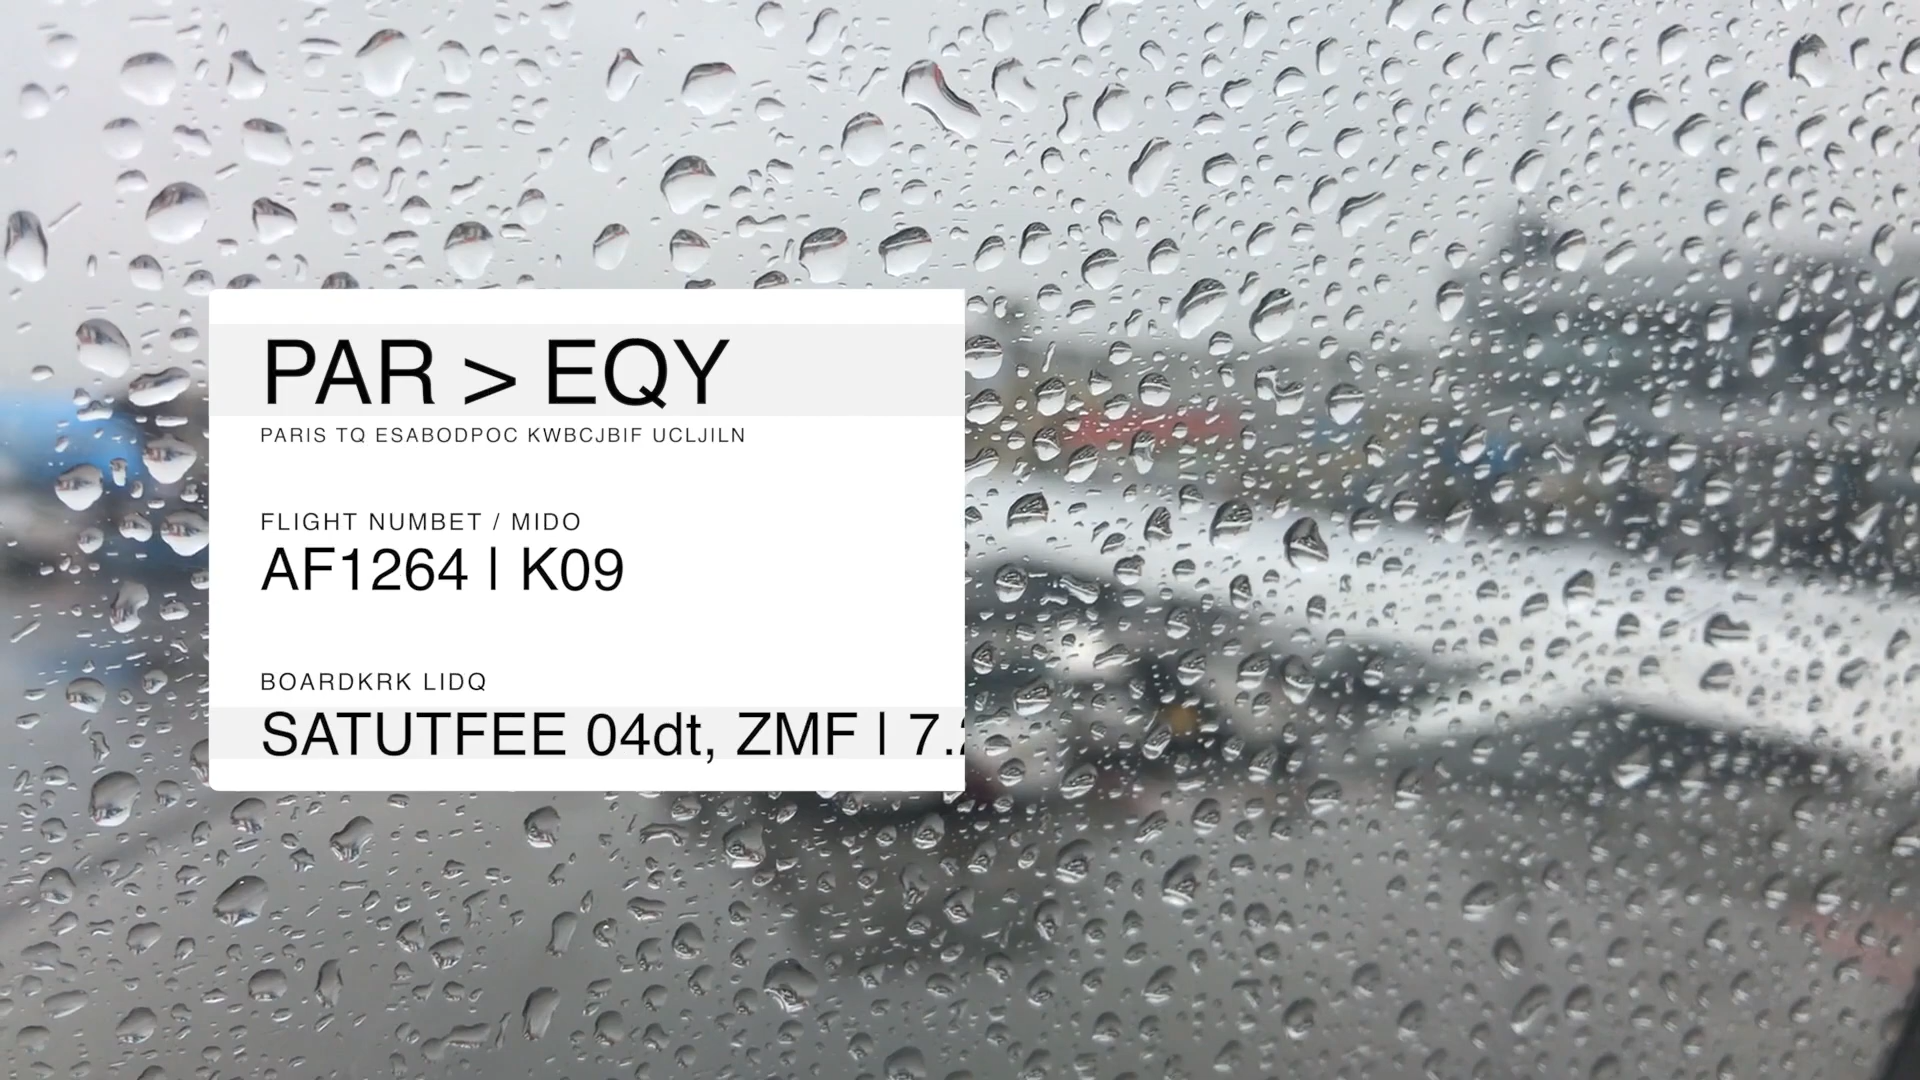 PAR > EQY
PARIS TQ ESABODPOC KWBCJBIF UCLJILN
FLIGHT NUMBET / MIDO
AF1264 | K09
BOARDKRK LIDQ
SATUTFEE 04dt, ZMF | 7.